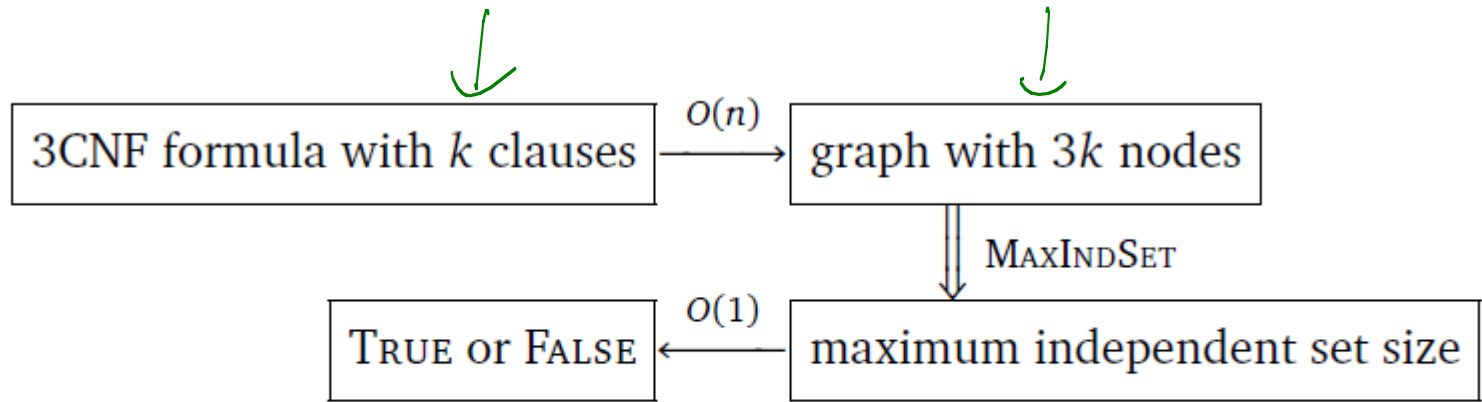 O(n)
3CNF formula with k clauses
graph with 3k nodes
MAXINDSET
O(1)
TRUE or FALSE
maximum independent set size